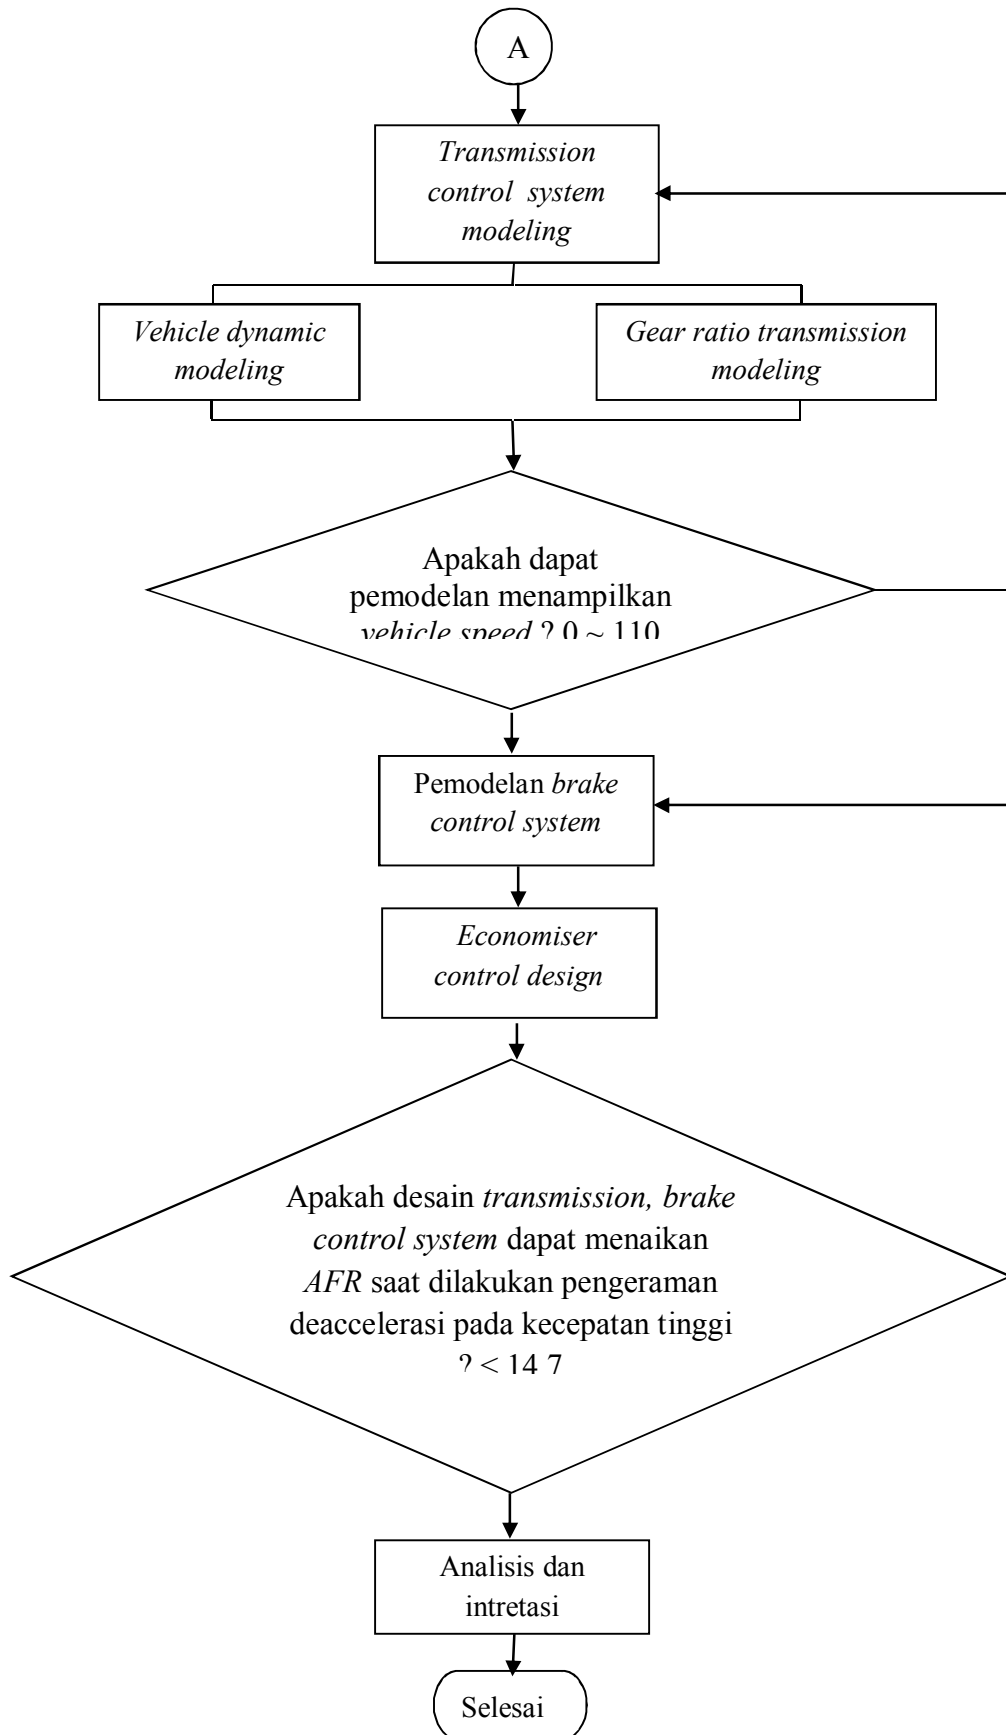 A
Transmission
control system
modeling
Vehicle dynamic
modeling
Gear ratio transmission
modeling
Apakah dapat
pemodelan menampilkan
vehicle speed ? 0 ~ 110
Pemodelan brake
control system
Economiser
control design
Apakah desain transmission, brake
control system dapat menaikan
AFR saat dilakukan pengeraman
deaccelerasi pada kecepatan tinggi
? < 14 7
Analisis dan
intretasi
Selesai